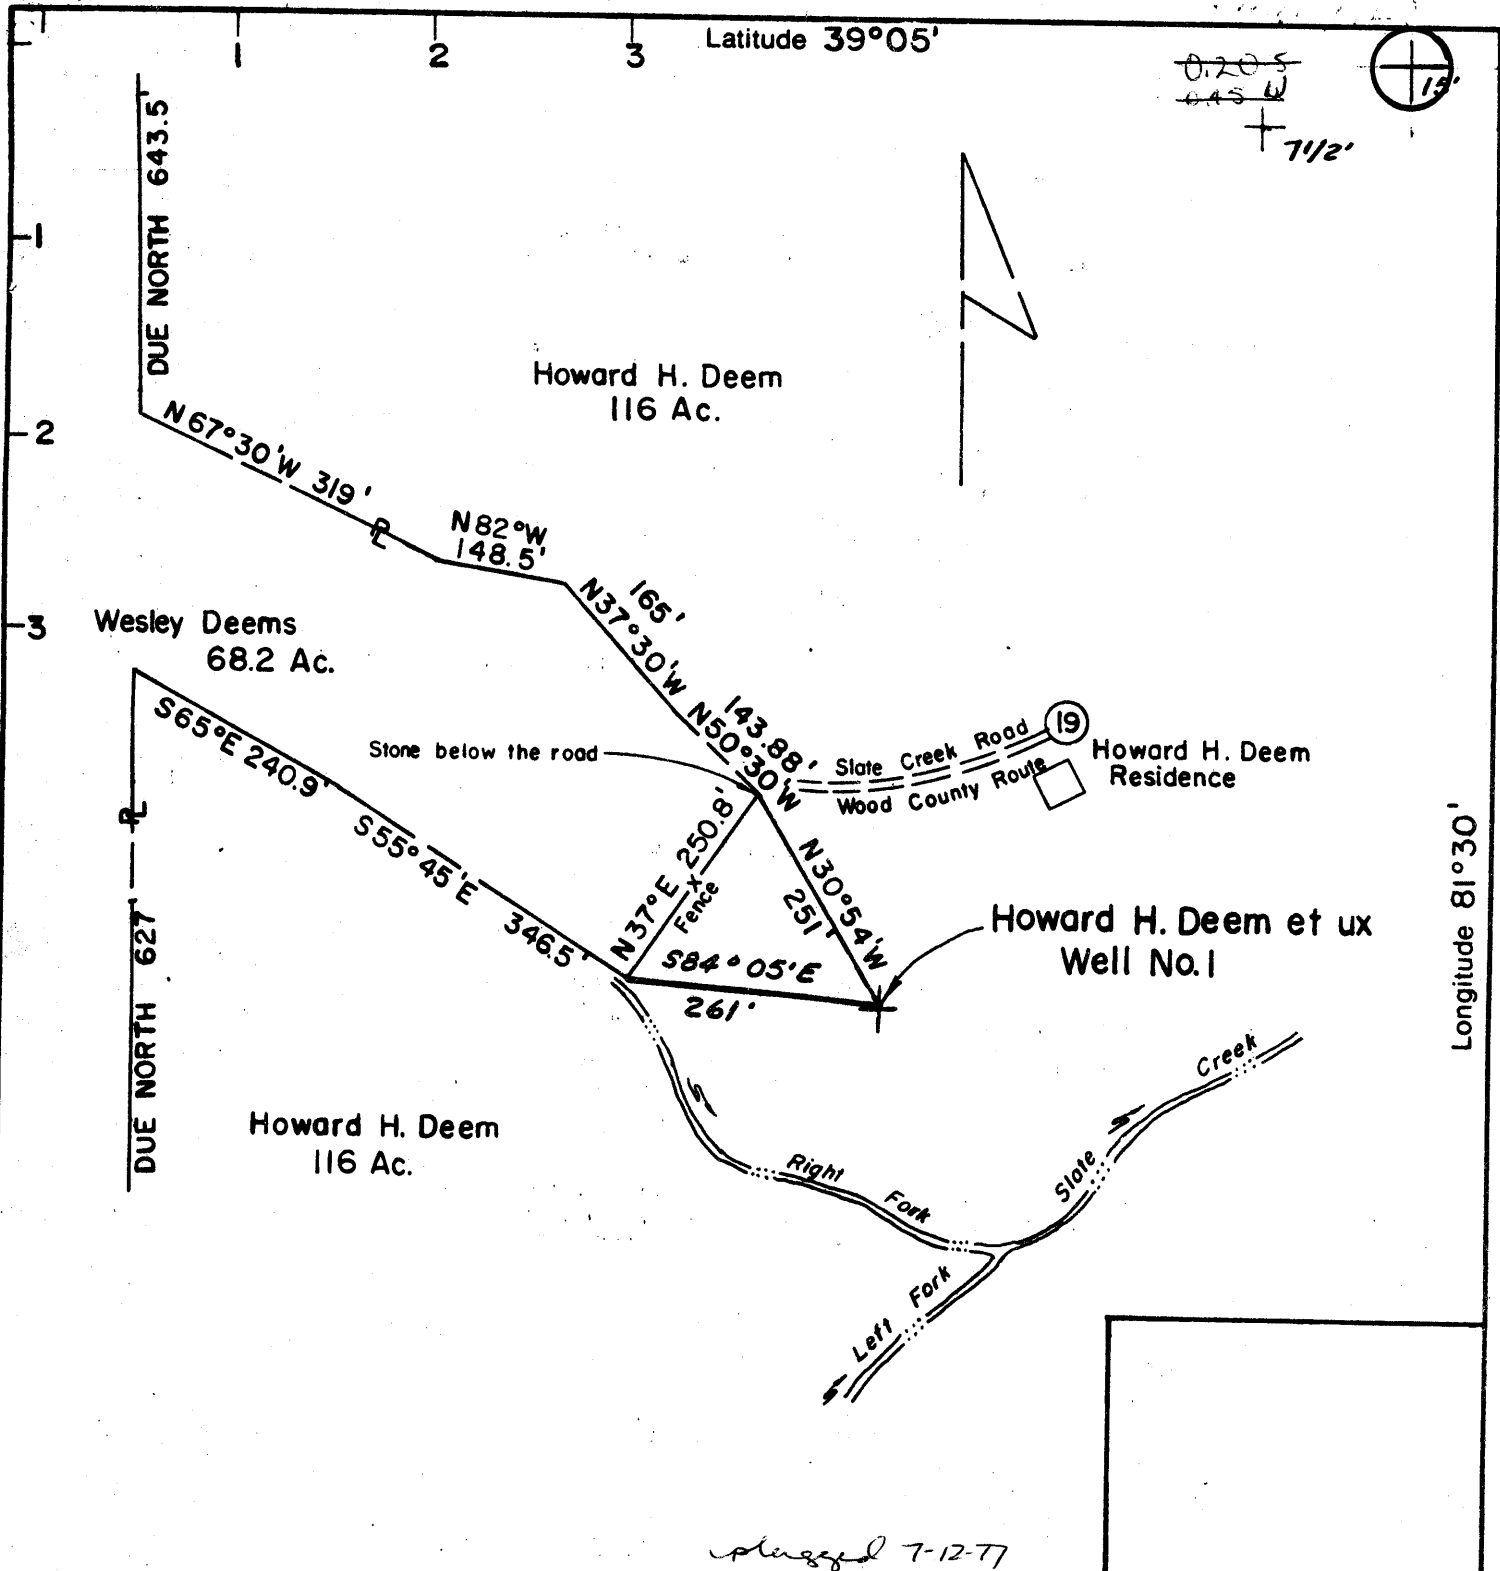 Latitude 39°05'
1
2
3
0.20 S
0.45 W
15'
7 1/2'
1
2
3
DUE NORTH 643.5'
Howard H. Deem
116 Ac.
N 67°30'W 319'
PL
N 82°W
148.5'
165'
N37°30'W
Wesley Deems
68.2 Ac.
143.88'
N50°30'W
S65°E 240.9'
Stone below the road
Slate Creek Road
19
Wood County Route
Howard H. Deem
Residence
PL
S55°45'E 346.5'
N 37°E 250.8'
x
Fence
N30°54'W
251'
S84°05'E
261'
Howard H. Deem et ux
Well No. 1
Longitude 81°30'
DUE NORTH 627'
Howard H. Deem
116 Ac.
Right Fork
Slate Creek
Left Fork
plugged 7-12-77